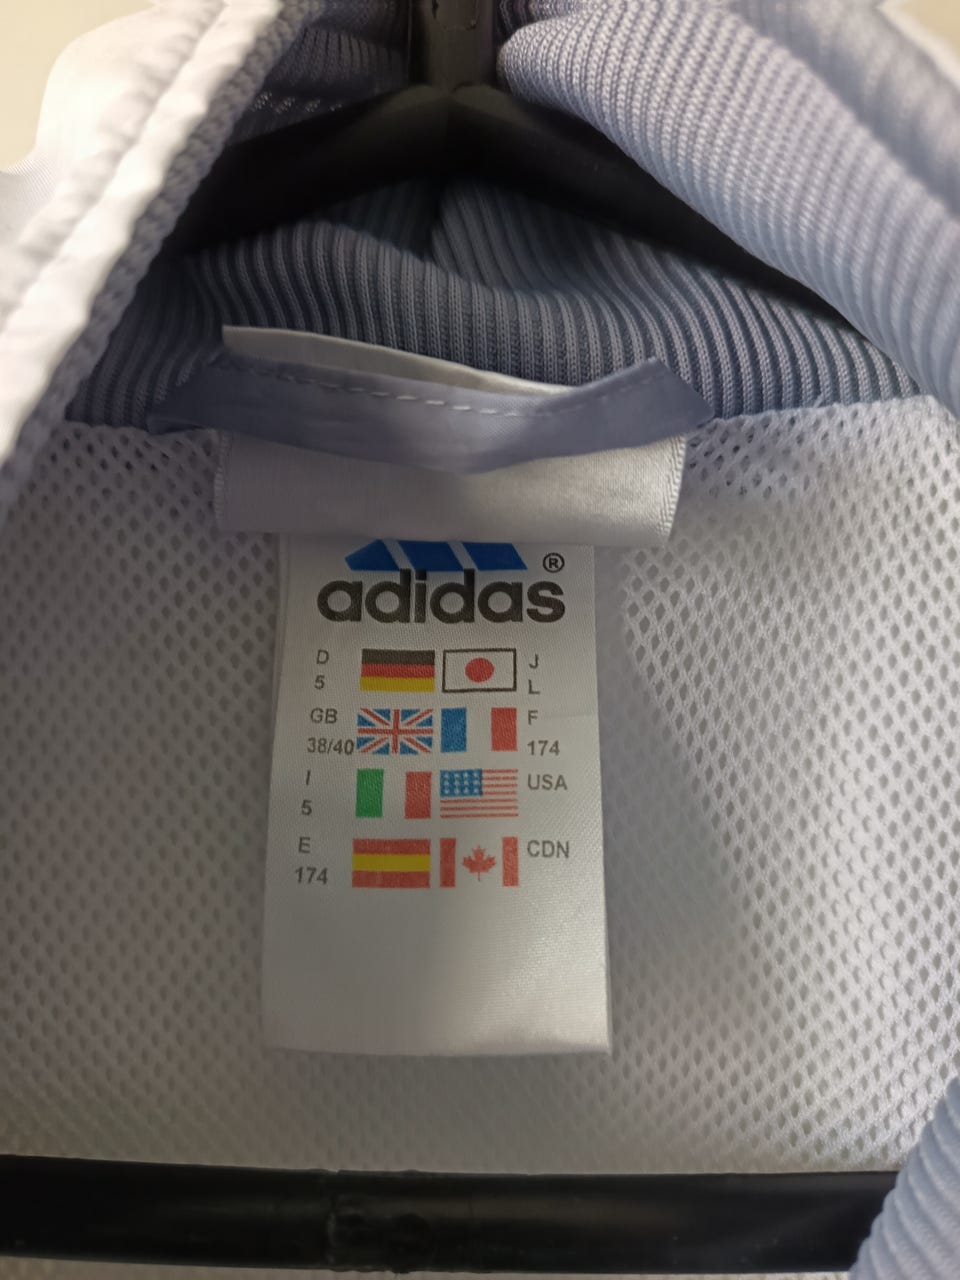 ®
adidas
D J
5 L
GB F
38/40 174
I USA
5
E CDN
174